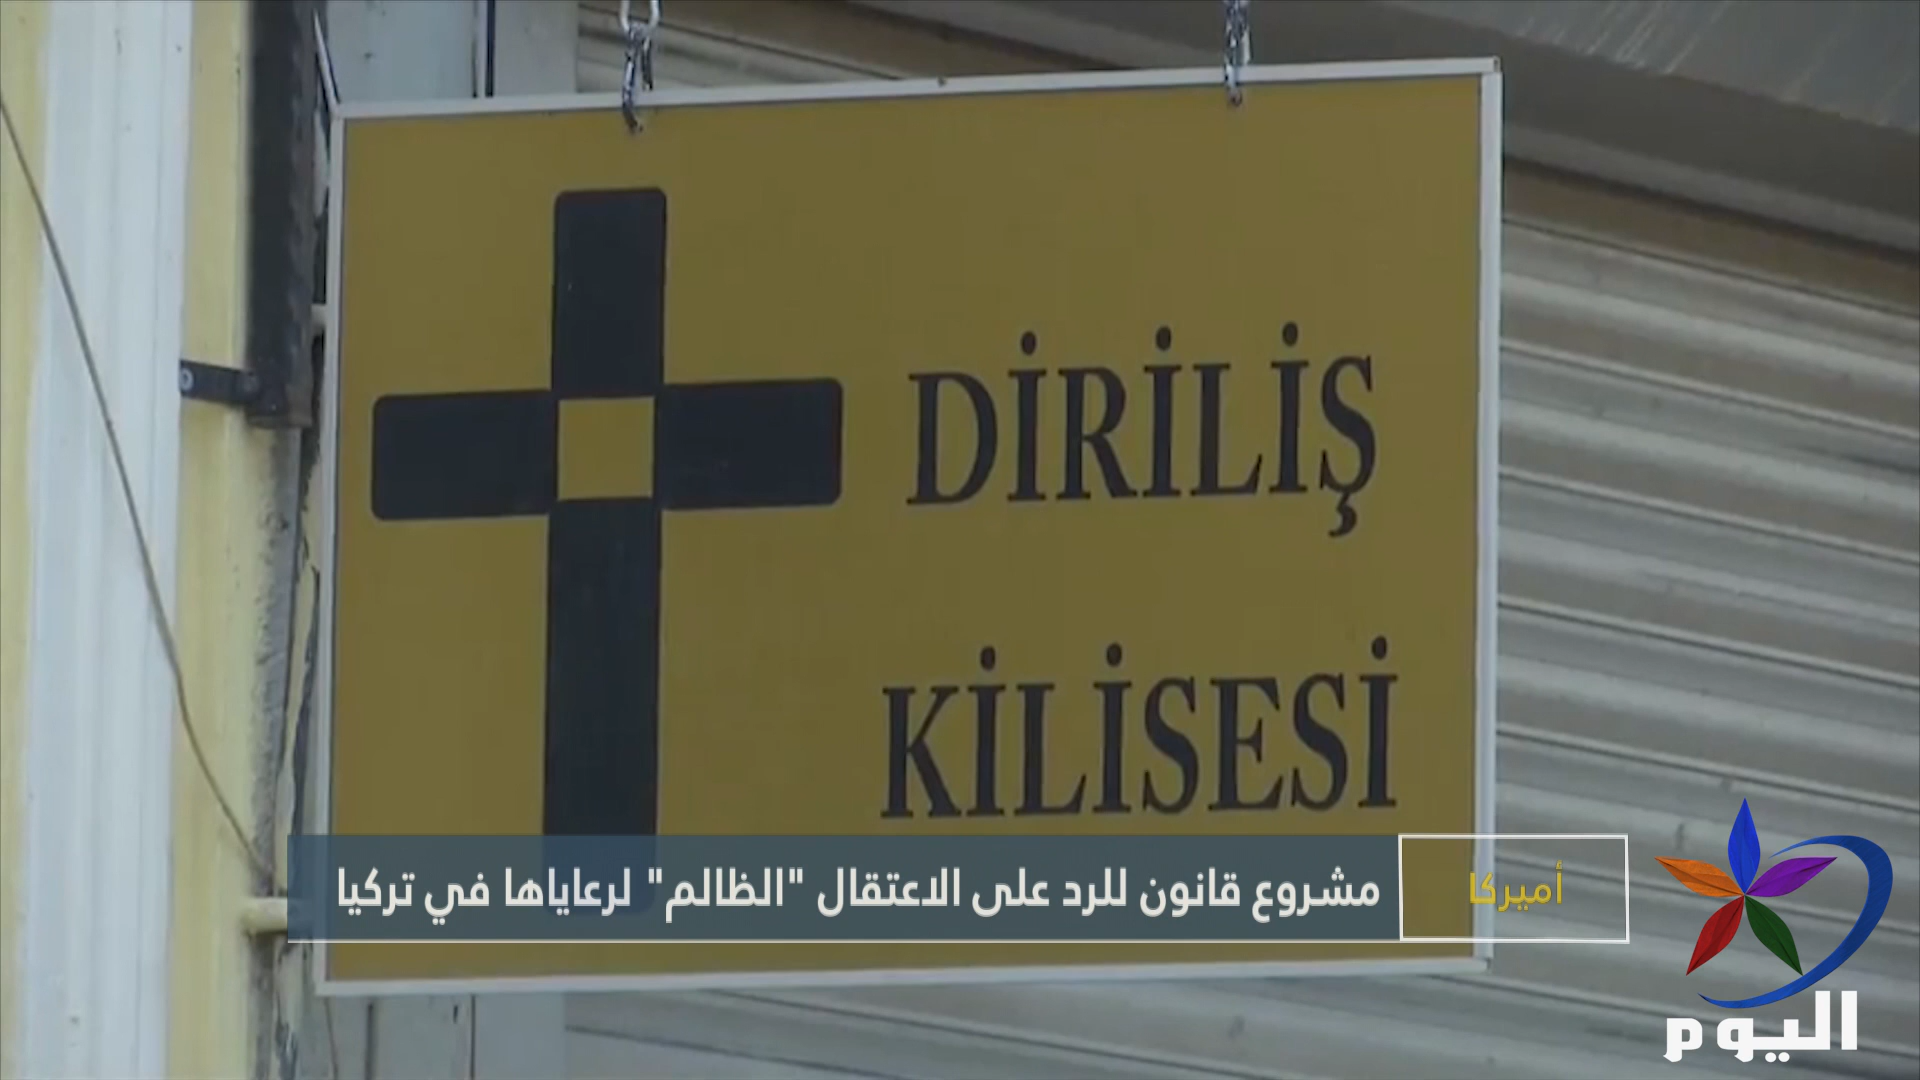 DİRİLİŞ
KİLİSESİ
أميركا
مشروع قانون للرد على الاعتقال "الظالم" لرعاياها في تركيا
اليوم